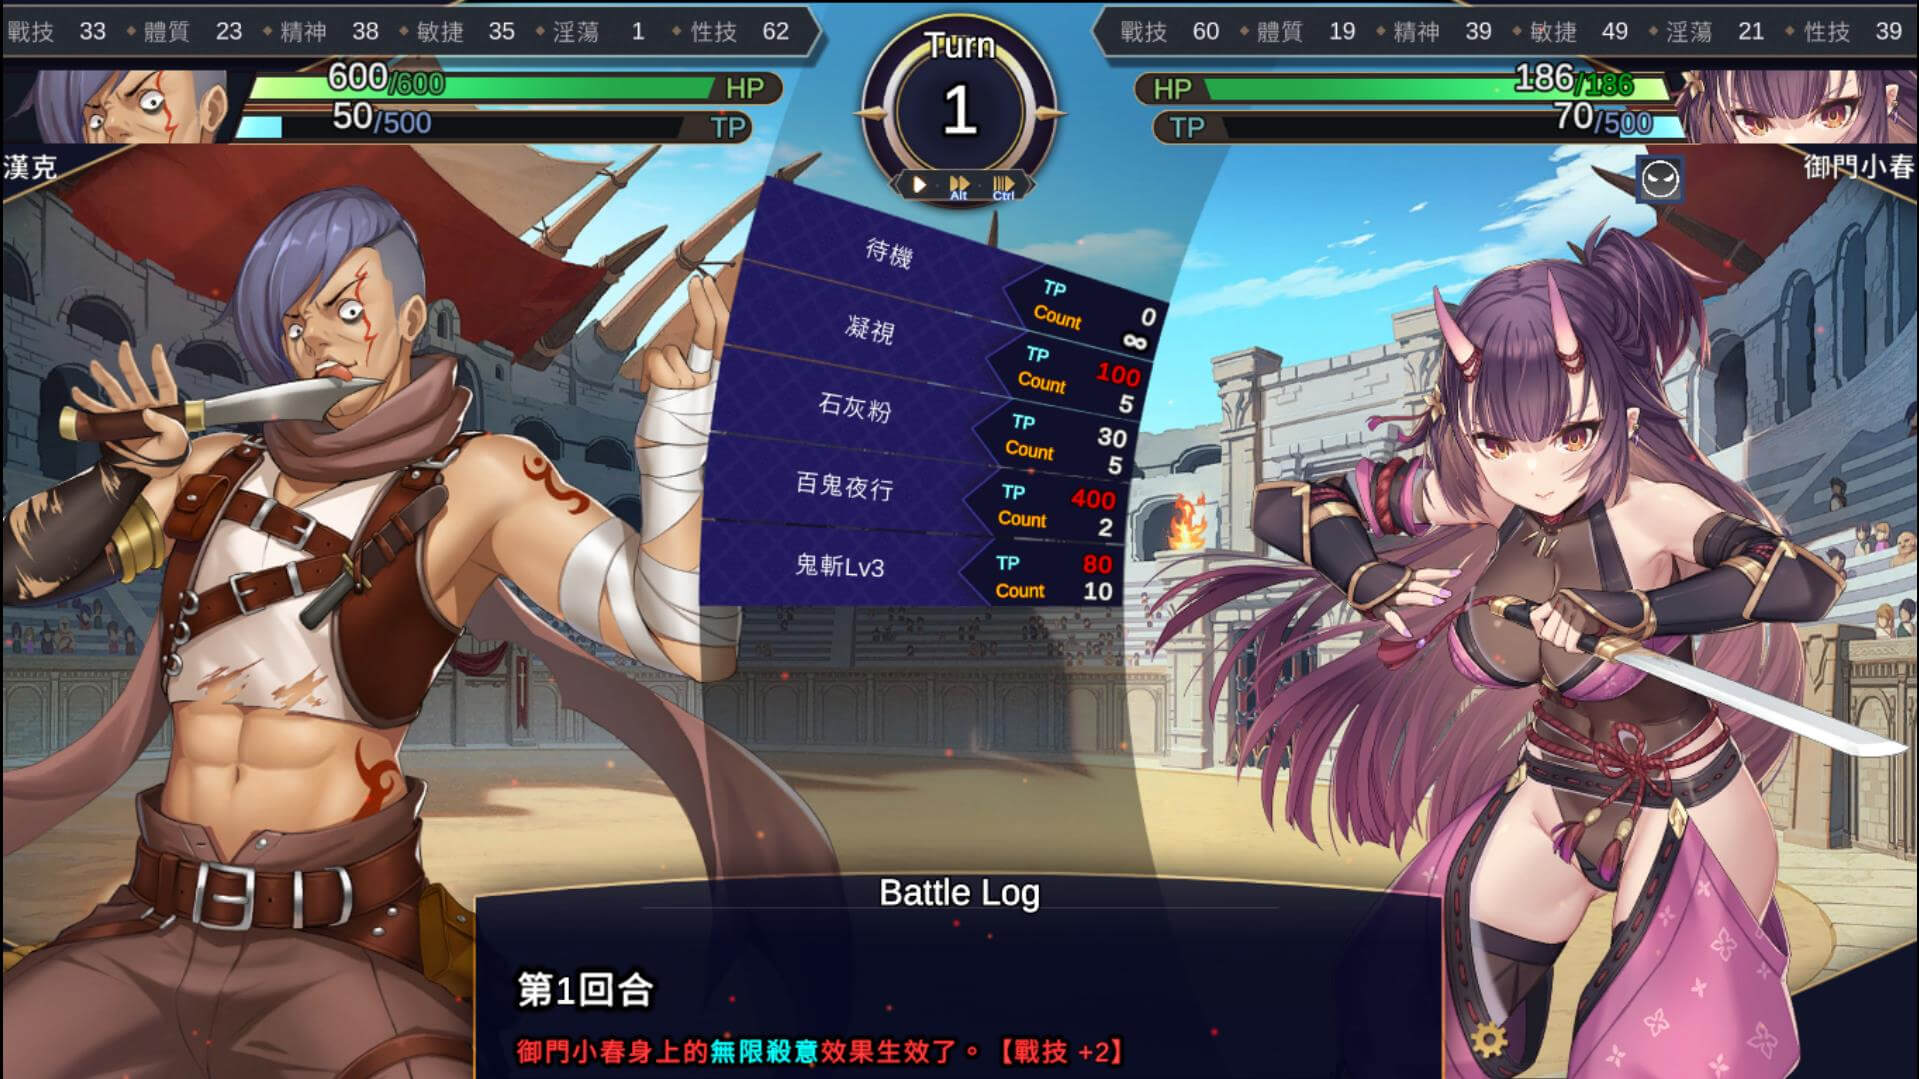 戰技 33 體質 23 精神 38 敏捷 35 淫蕩 1 性技 62
戰技 60 體質 19 精神 39 敏捷 49 淫蕩 21 性技 39
Turn
1
Alt Ctrl
600/600 HP
50/500 TP
漢克
HP 186/186
TP 70/500
御門小春
待機 TP 0
Count ∞
凝視 TP 100
Count 5
石灰粉 TP 30
Count 5
百鬼夜行 TP 400
Count 2
鬼斬Lv3 TP 80
Count 10
Battle Log
第1回合
御門小春身上的無限殺意效果生效了。【戰技 +2】